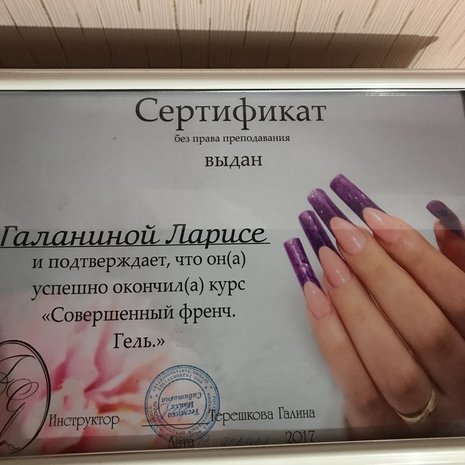 Сертификат
без права преподавания
выдан
Галаниной Ларисе
и подтверждает, что он(а)
успешно окончил(а) курс
«Совершенный френч.
Гель.»
Инструктор Терешкова Галина
Дата 2017